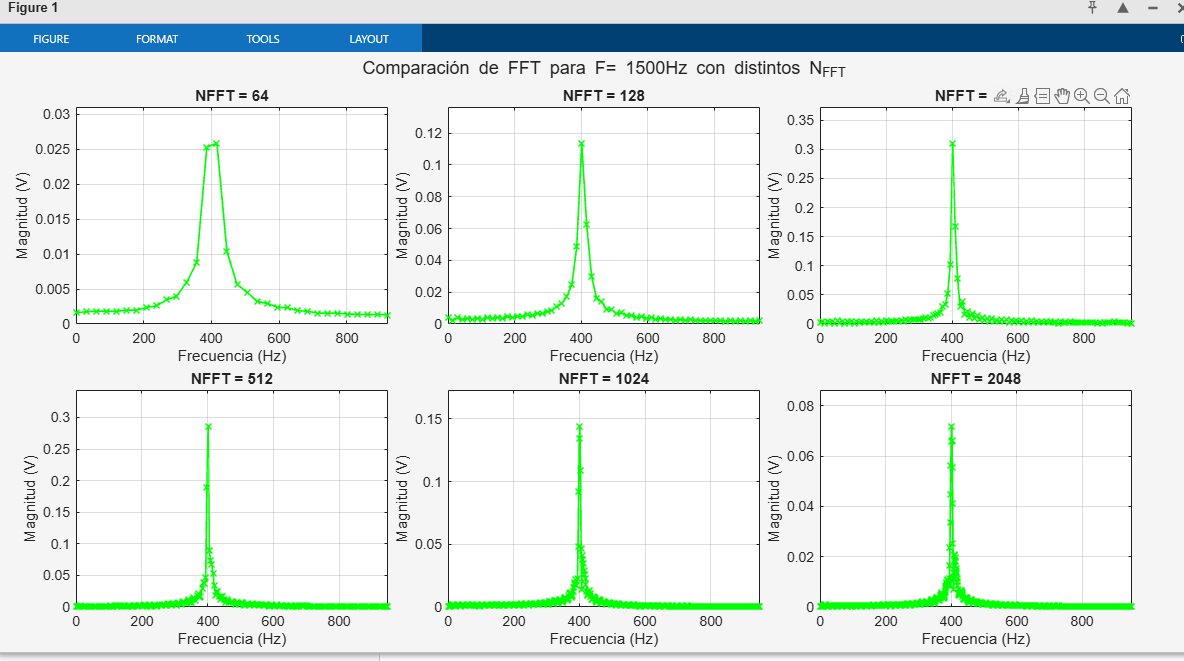 Figure 1
FIGURE FORMAT TOOLS LAYOUT
Comparación de FFT para F= 1500Hz con distintos NFFT
NFFT = 64
0.03
0.025
0.02
0.015
0.01
0.005
0
0 200 400 600 800
Magnitud (V)
Frecuencia (Hz)
NFFT = 128
0.12
0.1
0.08
0.06
0.04
0.02
0
0 200 400 600 800
Magnitud (V)
Frecuencia (Hz)
NFFT =
0.35
0.3
0.25
0.2
0.15
0.1
0.05
0
0 200 400 600 800
Magnitud (V)
Frecuencia (Hz)
NFFT = 512
0.3
0.25
0.2
0.15
0.1
0.05
0
0 200 400 600 800
Magnitud (V)
Frecuencia (Hz)
NFFT = 1024
0.15
0.1
0.05
0
0 200 400 600 800
Magnitud (V)
Frecuencia (Hz)
NFFT = 2048
0.08
0.06
0.04
0.02
0
0 200 400 600 800
Magnitud (V)
Frecuencia (Hz)